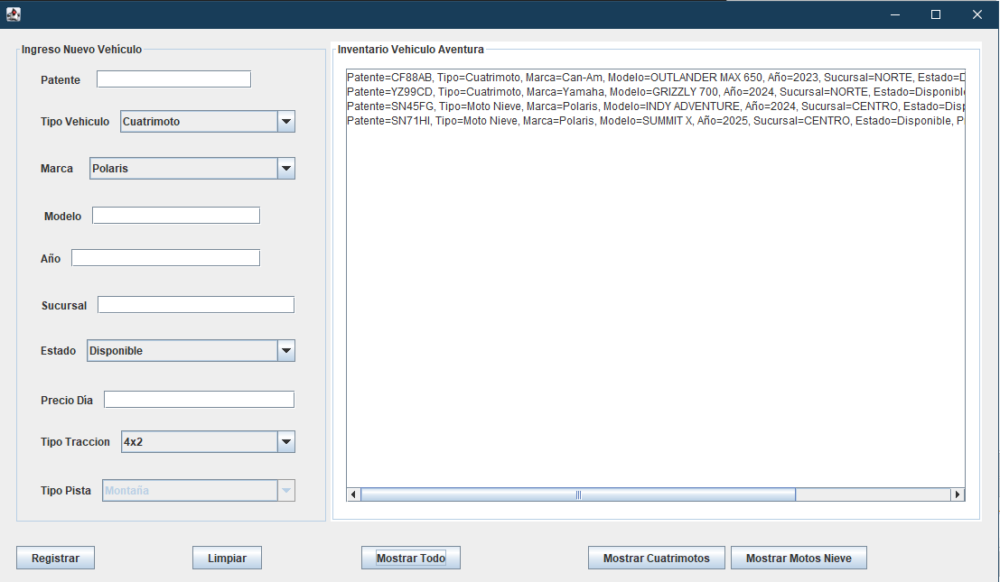 Ingreso Nuevo Vehículo
Patente
Tipo Vehiculo Cuatrimoto
Marca Polaris
Modelo
Año
Sucursal
Estado Disponible
Precio Dìa
Tipo Traccion 4x2
Tipo Pista Montaña
Inventario Vehiculo Aventura
Patente=CF88AB, Tipo=Cuatrimoto, Marca=Can-Am, Modelo=OUTLANDER MAX 650, Año=2023, Sucursal=NORTE, Estado=D
Patente=YZ99CD, Tipo=Cuatrimoto, Marca=Yamaha, Modelo=GRIZZLY 700, Año=2024, Sucursal=NORTE, Estado=Disponibl
Patente=SN45FG, Tipo=Moto Nieve, Marca=Polaris, Modelo=INDY ADVENTURE, Año=2024, Sucursal=CENTRO, Estado=Disp
Patente=SN71HI, Tipo=Moto Nieve, Marca=Polaris, Modelo=SUMMIT X, Año=2025, Sucursal=CENTRO, Estado=Disponible, P
Registrar Limpiar Mostrar Todo Mostrar Cuatrimotos Mostrar Motos Nieve